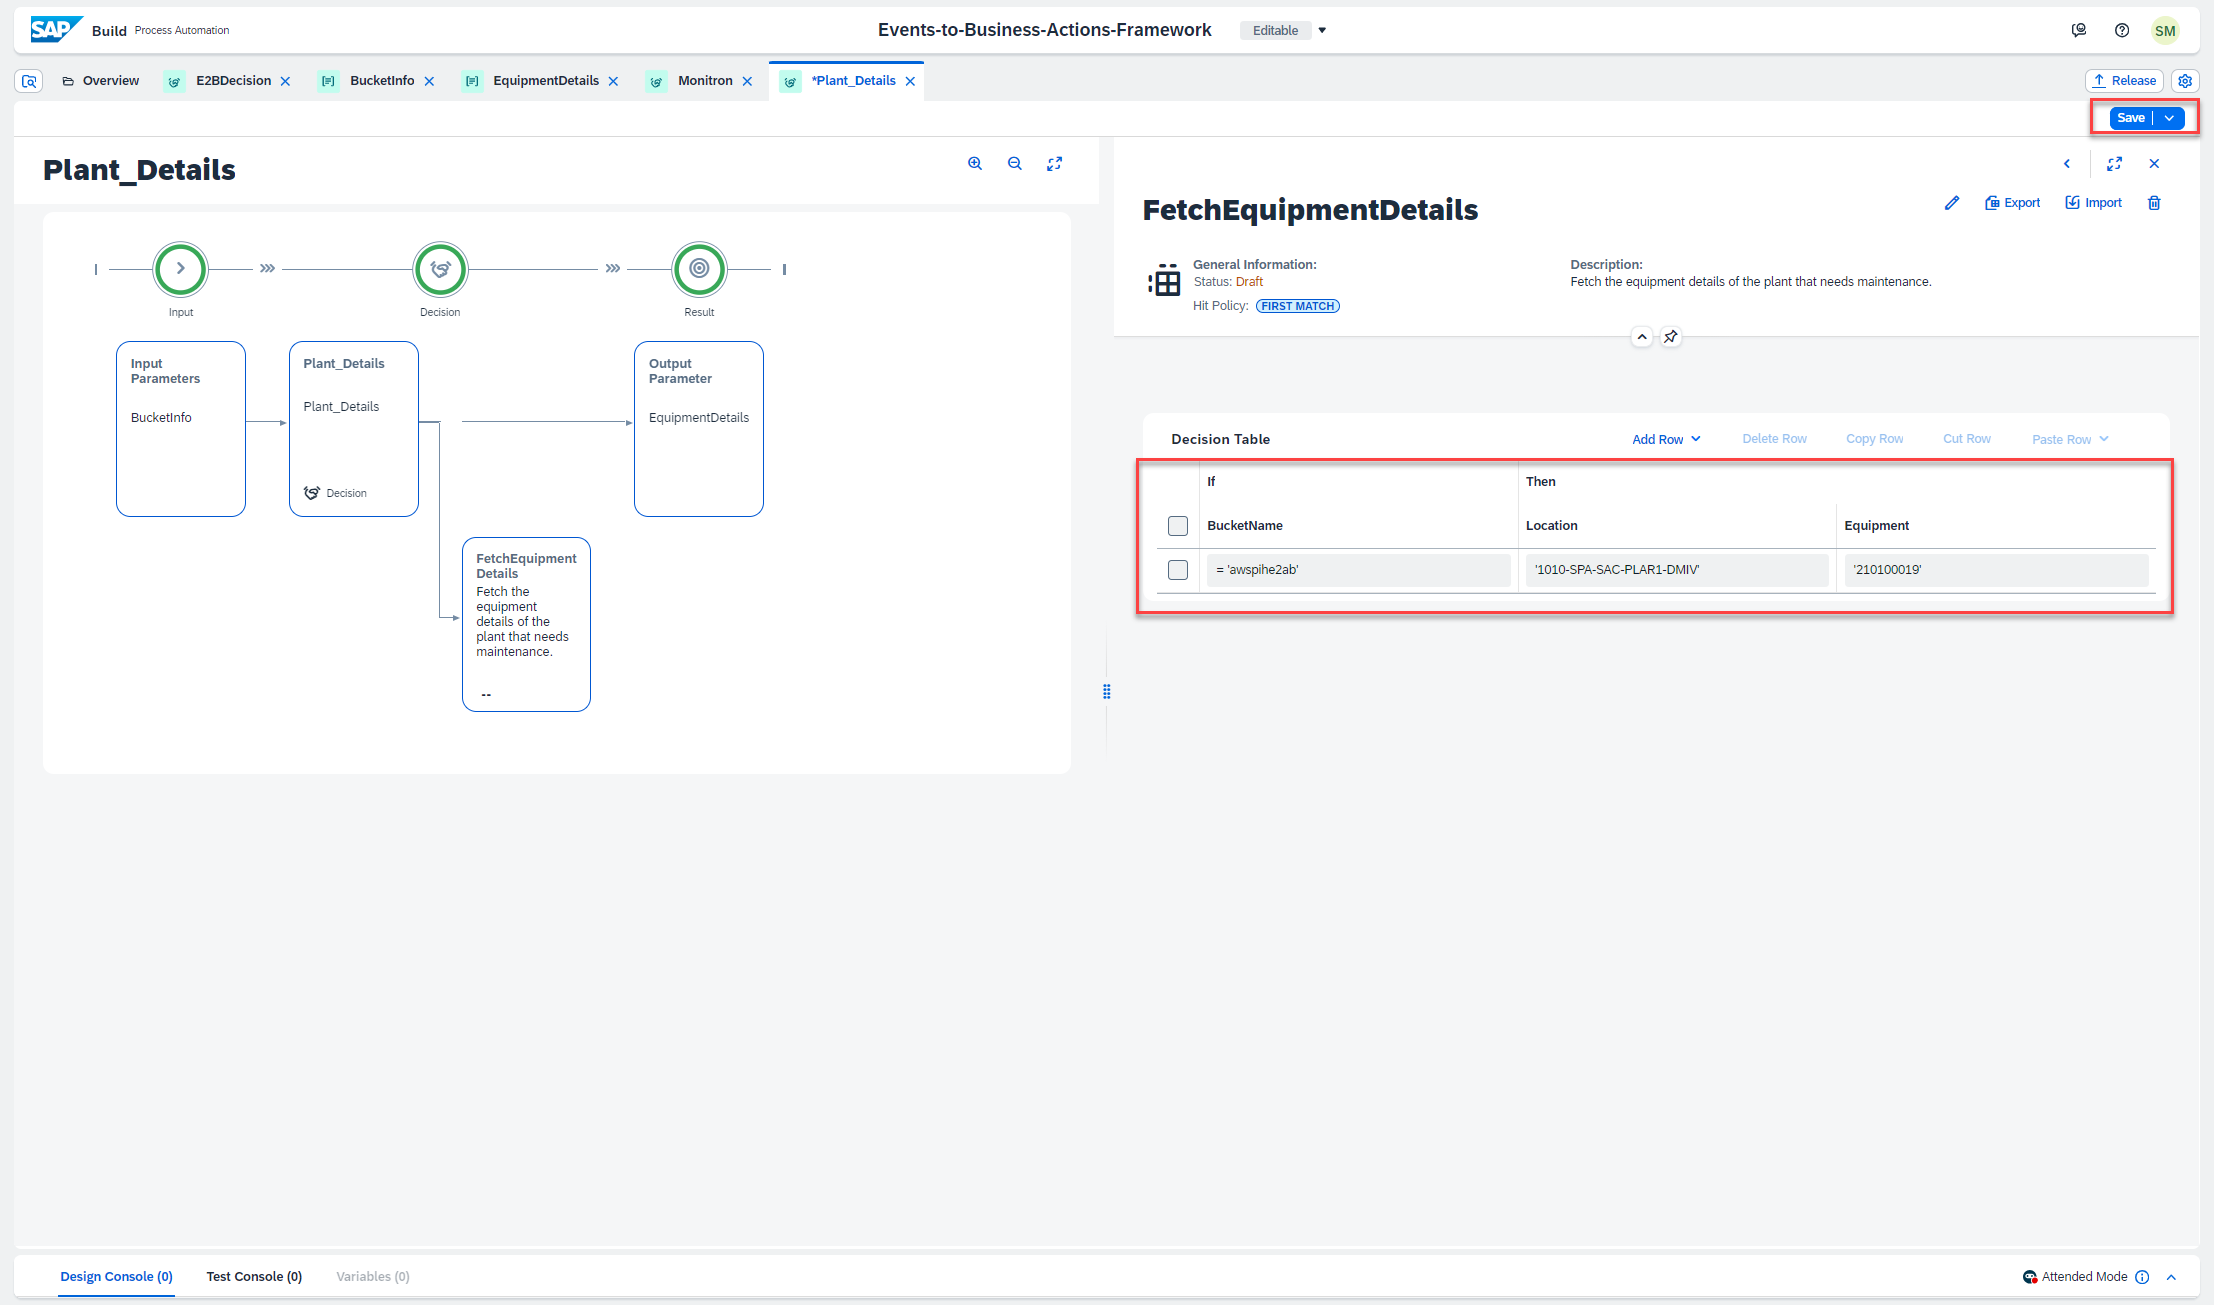 SAP Build Process Automation
Events-to-Business-Actions-Framework
Editable
SM
Overview
E2BDecision
BucketInfo
EquipmentDetails
Monitron
*Plant_Details
Release
Save
Plant_Details
Input
Decision
Result
Input
Parameters
BucketInfo
Plant_Details
Plant_Details
Decision
Output
Parameter
EquipmentDetails
FetchEquipment
Details
Fetch the
equipment
details of the
plant that needs
maintenance.
--
FetchEquipmentDetails
Export
Import
General Information:
Status: Draft
Hit Policy: FIRST MATCH
Description:
Fetch the equipment details of the plant that needs maintenance.
Decision Table
Add Row
Delete Row
Copy Row
Cut Row
Paste Row
If
Then
BucketName
Location
Equipment
= 'awspihe2ab'
'1010-SPA-SAC-PLAR1-DMIV'
'210100019'
Design Console (0)
Test Console (0)
Variables (0)
Attended Mode